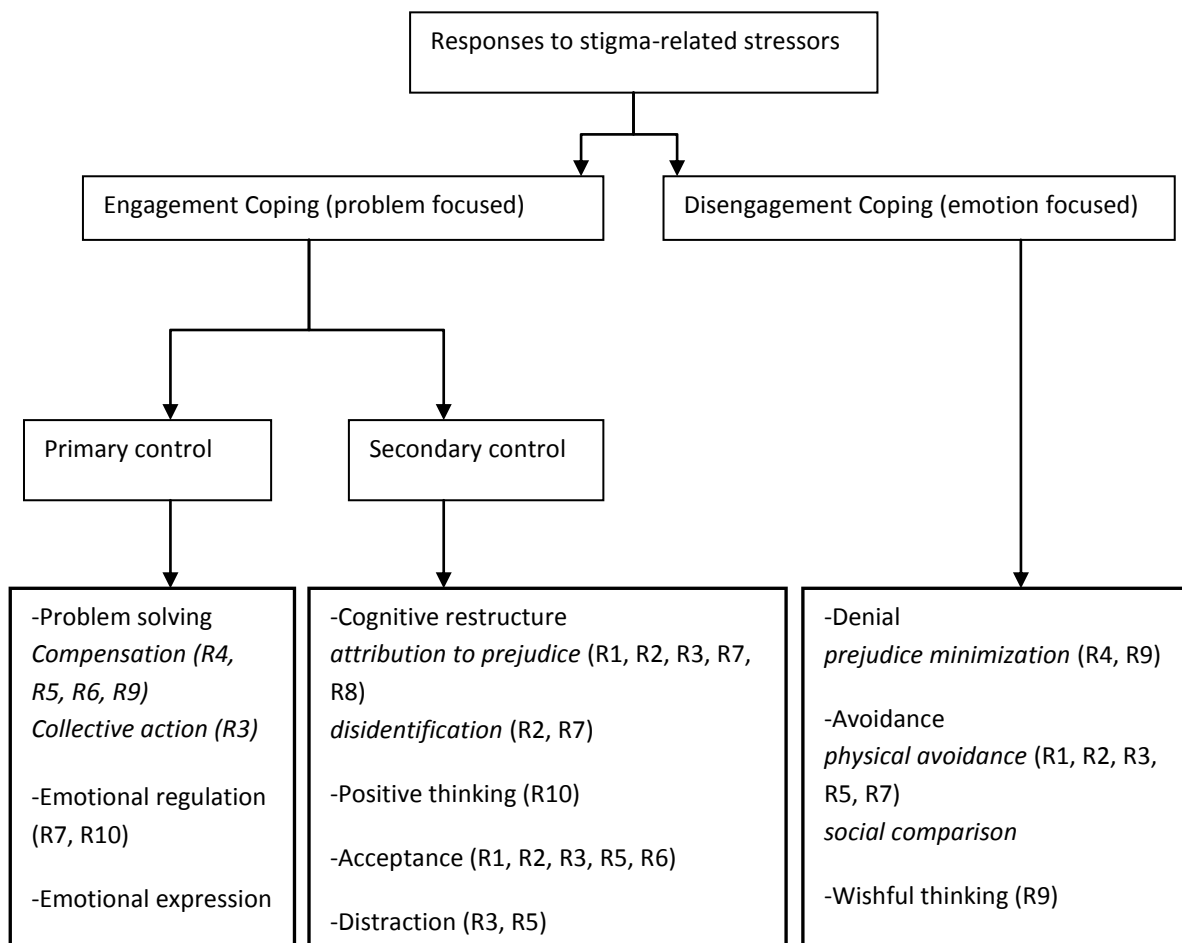 Responses to stigma-related stressors
Engagement Coping (problem focused)
Disengagement Coping (emotion focused)
Primary control
Secondary control
-Problem solving
Compensation (R4,
R5, R6, R9)
Collective action (R3)
-Emotional regulation
(R7, R10)
-Emotional expression
-Cognitive restructure
attribution to prejudice (R1, R2, R3, R7,
R8)
disidentification (R2, R7)
-Positive thinking (R10)
-Acceptance (R1, R2, R3, R5, R6)
-Distraction (R3, R5)
-Denial
prejudice minimization (R4, R9)
-Avoidance
physical avoidance (R1, R2, R3,
R5, R7)
social comparison
-Wishful thinking (R9)